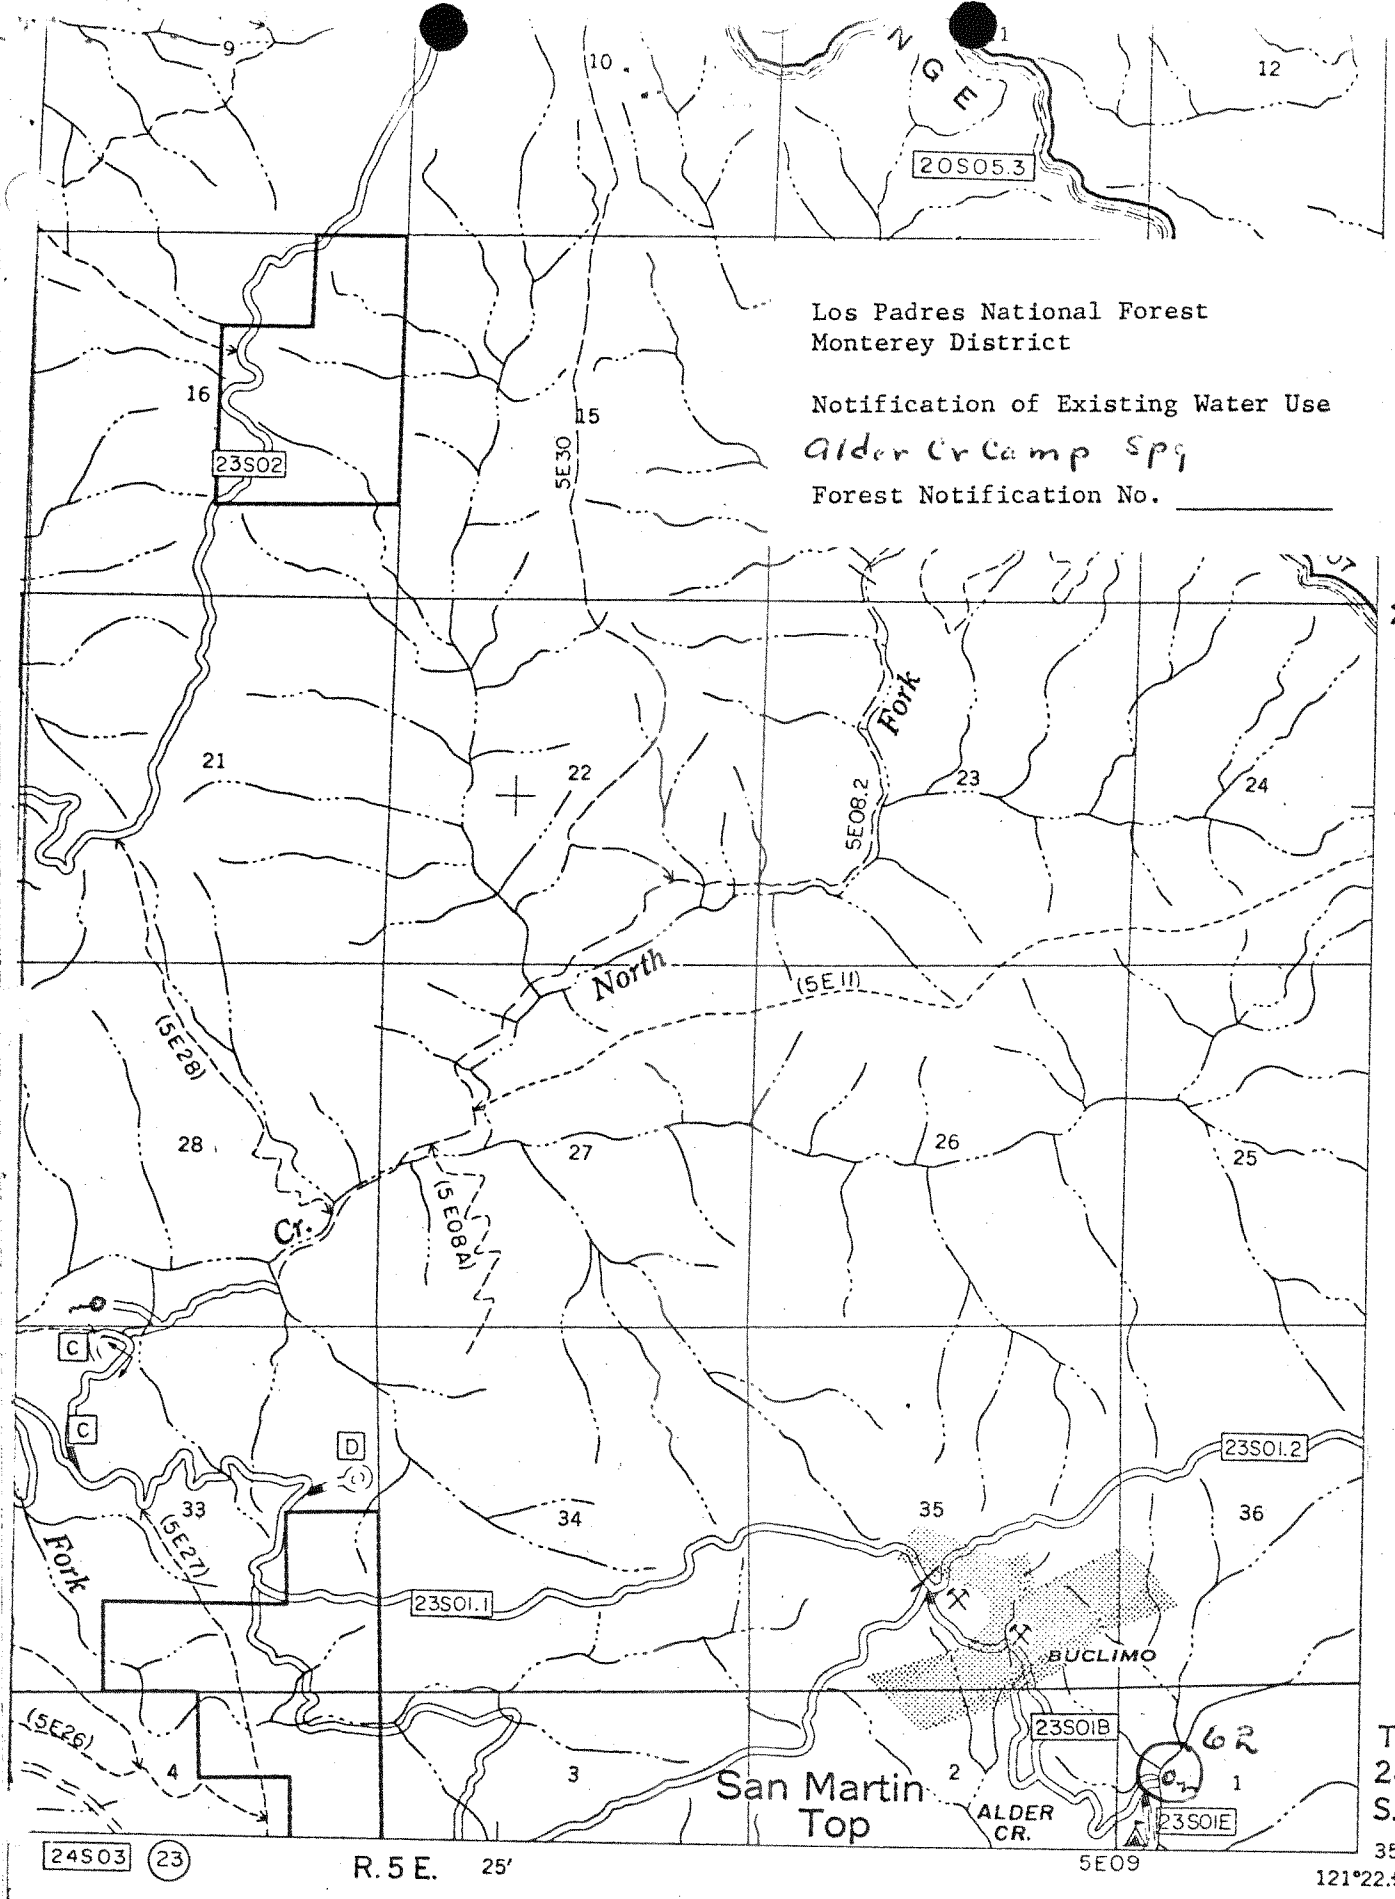 9
10
N
G
E
1
12
20S05.3
Los Padres National Forest
Monterey District
Notification of Existing Water Use
Alder Cr Camp Spg
Forest Notification No.
16
15
23S02
5E30
07
Fork
21
22
23
24
5E08.2
North
(5E11)
(5E28)
28
27
26
25
Cr.
(5E08A)
C
C
D
23S01.2
33
34
35
36
Fork
(5E27)
23S01.1
BUCLIMO
(5E26)
23S01B
62
4
3
2
1
San Martin
Top
ALDER
CR.
23S01E
T
2
S.
24S03
23
R. 5 E.
25'
5E09
35
121°22.